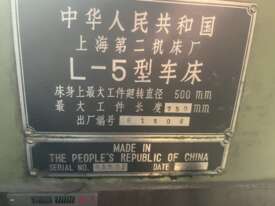 中华人民共和国
上海第二机床厂
L-5型车床
床身上最大工件廻转直径 500 mm
最大工件长度 750 mm
出厂编号
MADE IN
THE PEOPLE'S REPUBLIC OF CHINA
SERIAL NO. DATE